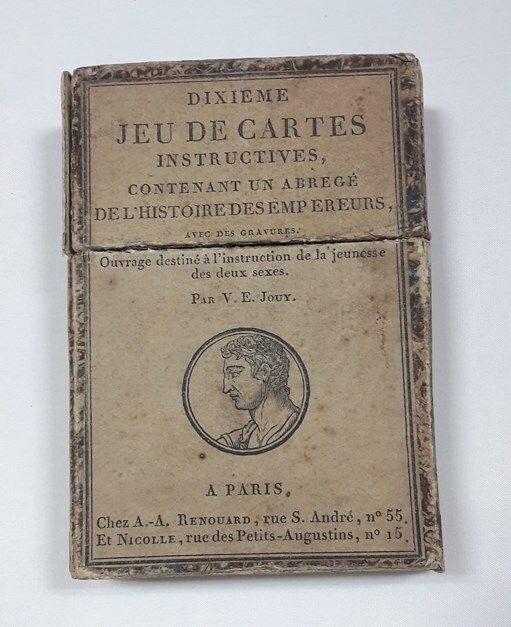 DIXIEME
JEU DE CARTES
INSTRUCTIVES,
CONTENANT UN ABREGÉ
DE L'HISTOIRE DES EMPEREURS,
AVEC DES GRAVURES.
Ouvrage destiné à l'instruction de la jeunesse
des deux sexes.
PAR V. E. JOUY.
A PARIS,
Chez A.-A. RENOUARD, rue S. André, n° 55.
Et NICOLLE, rue des Petits-Augustins, n° 15.